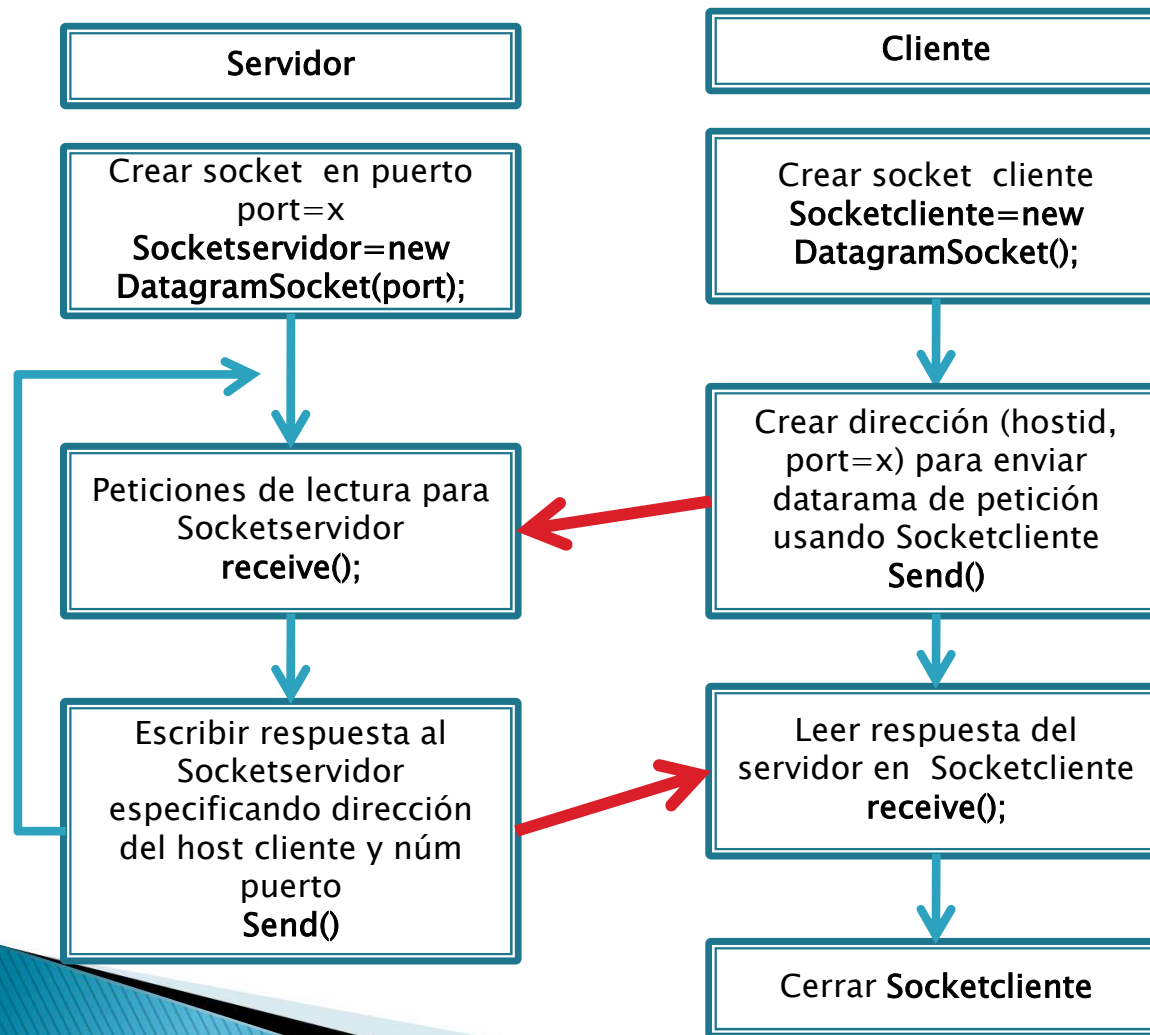 Servidor
Crear socket  en puerto
port=x
Socketservidor=new
DatagramSocket(port);
Peticiones de lectura para
Socketservidor
receive();
Escribir respuesta al
Socketservidor
especificando dirección
del host cliente y núm
puerto
Send()
Cliente
Crear socket  cliente
Socketcliente=new
DatagramSocket();
Crear dirección (hostid,
port=x) para enviar
datarama de petición
usando Socketcliente
Send()
Leer respuesta del
servidor en  Socketcliente
receive();
Cerrar Socketcliente